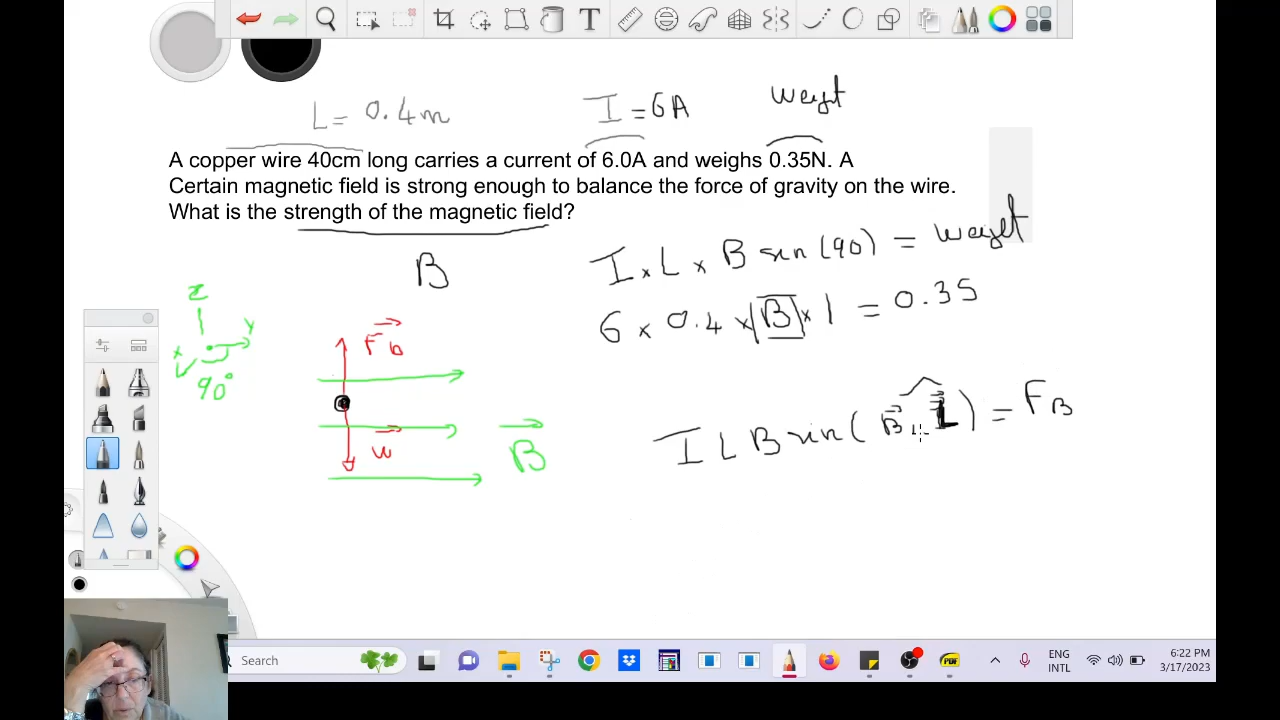 L = 0.4m
I = 6A
weight
A copper wire 40cm long carries a current of 6.0A and weighs 0.35N. A
Certain magnetic field is strong enough to balance the force of gravity on the wire.
What is the strength of the magnetic field?
B
I × L × B sin(90) = weight
6 × 0.4 × B × 1 = 0.35
z
y
x
90°
F b
w
B
I L B sin( B, L ) = F B
T
Search
PDF
ENG
INTL
6:22 PM
3/17/2023